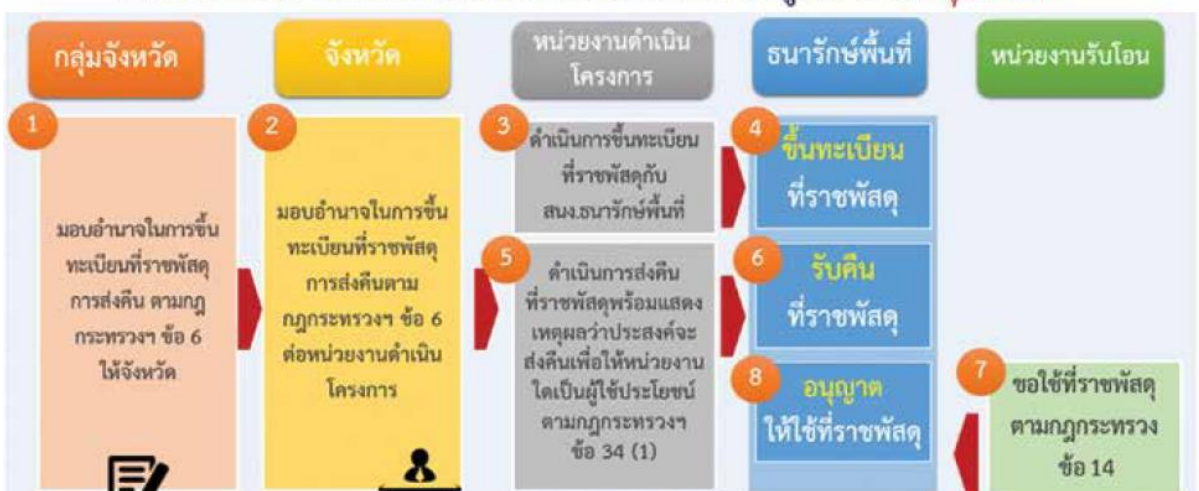 กลุ่มจังหวัด
จังหวัด
หน่วยงานดำเนิน
โครงการ
ธนารักษ์พื้นที่
หน่วยงานรับโอน
1
มอบอำนาจในการขึ้น
ทะเบียนที่ราชพัสดุ
การส่งคืน ตามกฎ
กระทรวงฯ ข้อ 6
ให้จังหวัด
2
มอบอำนาจในการขึ้น
ทะเบียนที่ราชพัสดุ
การส่งคืนตาม
กฎกระทรวงฯ ข้อ 6
ต่อหน่วยงานดำเนิน
โครงการ
3
ดำเนินการขึ้นทะเบียน
ที่ราชพัสดุกับ
สนง.ธนารักษ์พื้นที่
4
ขึ้นทะเบียน
ที่ราชพัสดุ
5
ดำเนินการส่งคืน
ที่ราชพัสดุพร้อมแสดง
เหตุผลว่าประสงค์จะ
ส่งคืนเพื่อให้หน่วยงาน
ใดเป็นผู้ใช้ประโยชน์
ตามกฎกระทรวงฯ
ข้อ 34 (1)
6
รับคืน
ที่ราชพัสดุ
7
ขอใช้ที่ราชพัสดุ
ตามกฎกระทรวง
ข้อ 14
8
อนุญาต
ให้ใช้ที่ราชพัสดุ